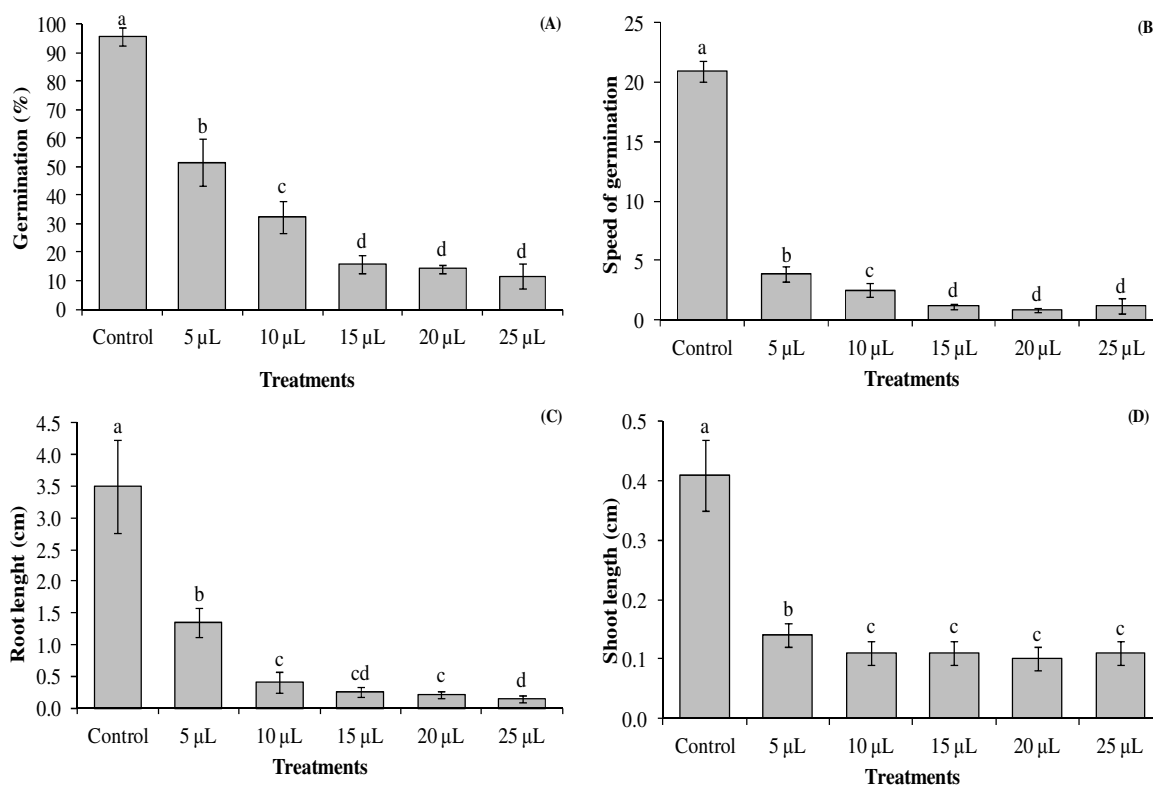 (A)
Germination (%)
100
90
80
70
60
50
40
30
20
10
0
a
b
c
d
d
d
Control 5 µL 10 µL 15 µL 20 µL 25 µL
Treatments
(B
Speed of germination
25
20
15
10
5
0
a
b
c
d
d
d
Control 5 µL 10 µL 15 µL 20 µL 25 µL
Treatments
(C)
Root lenght (cm)
4.5
4.0
3.5
3.0
2.5
2.0
1.5
1.0
0.5
0.0
a
b
c
cd
c
d
Control 5 µL 10 µL 15 µL 20 µL 25 µL
Treatments
(D)
Shoot length (cm)
0.5
0.4
0.3
0.2
0.1
0.0
a
b
c
c
c
c
Control 5 µL 10 µL 15 µL 20 µL 25 µL
Treatments